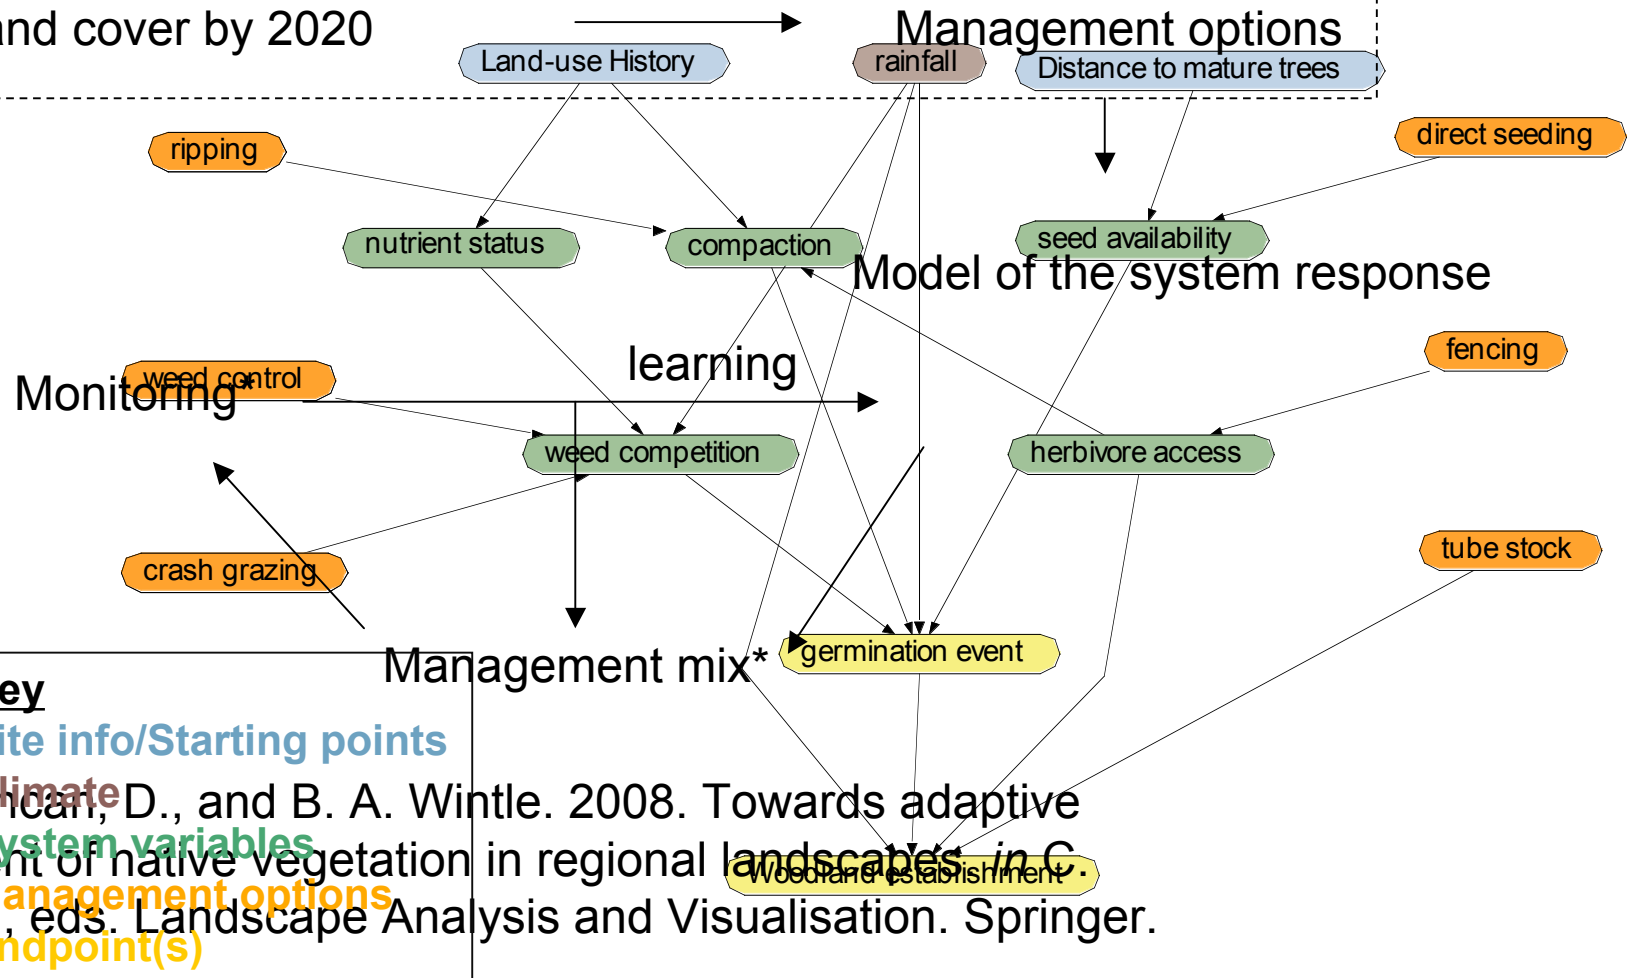 and cover by 2020
Management options
Land-use History
rainfall
Distance to mature trees
ripping
direct seeding
nutrient status
compaction
seed availability
Model of the system response
weed control
Monitoring*
learning
fencing
weed competition
herbivore access
crash grazing
tube stock
Management mix*
germination event
ey
ite info/Starting points
limate
ncan, D., and B. A. Wintle. 2008. Towards adaptive
ystem variables
nt of native vegetation in regional landscapes. in C.
Woodland establishment
anagement options
, eds. Landscape Analysis and Visualisation. Springer.
ndpoint(s)